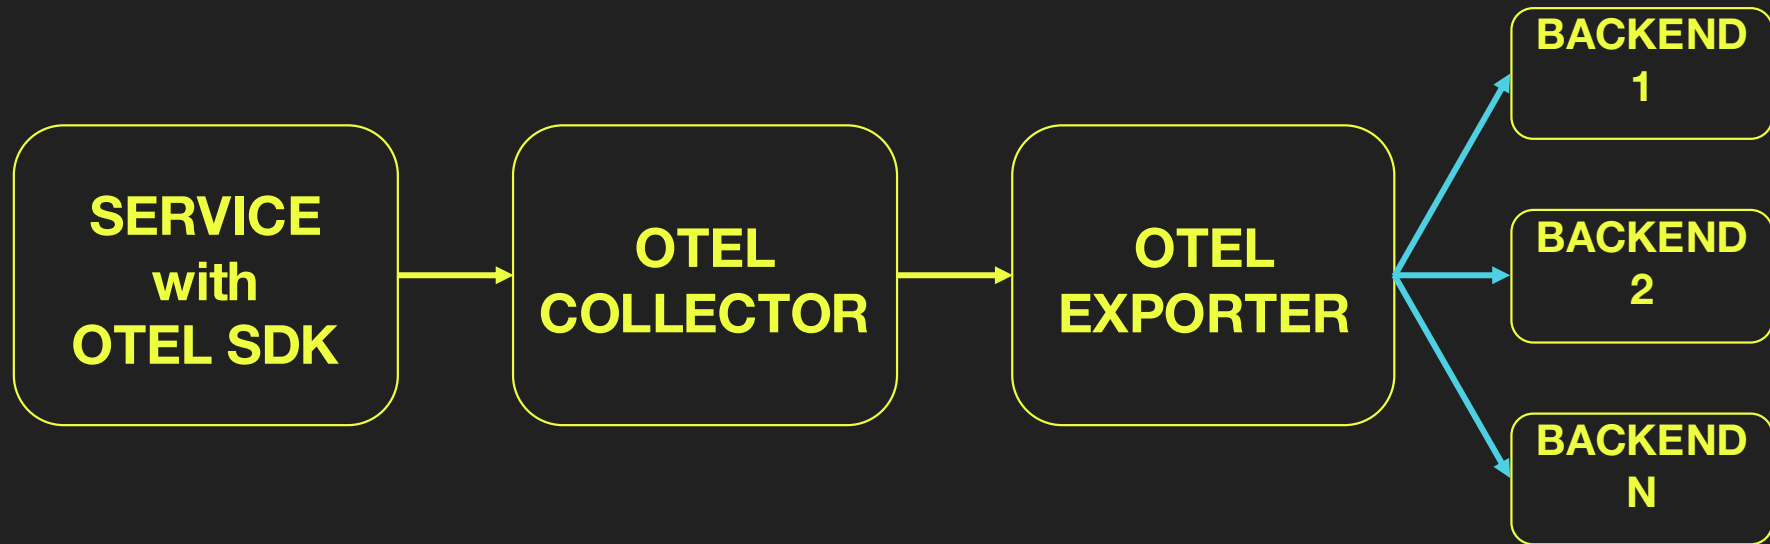 SERVICE
with
OTEL SDK
OTEL
COLLECTOR
OTEL
EXPORTER
BACKEND
1
BACKEND
2
BACKEND
N